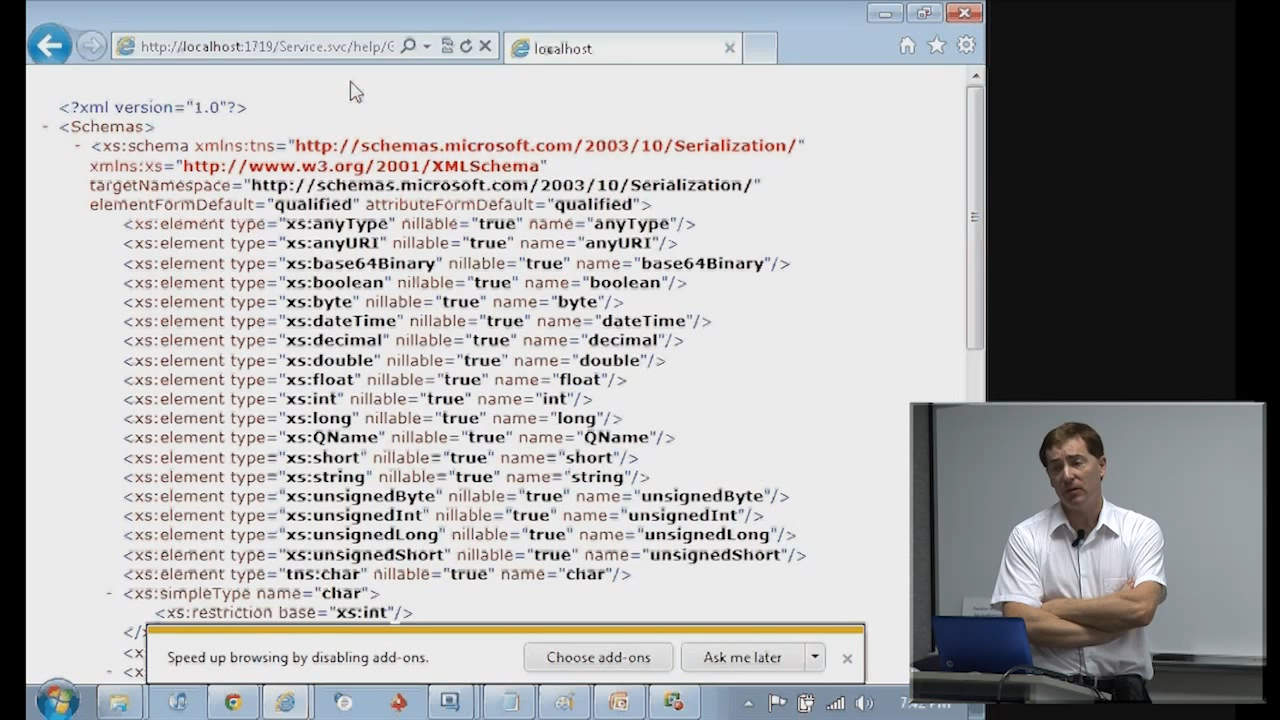 http://localhost:1719/Service.svc/help/
localhost
<?xml version="1.0"?>
- <Schemas>
- <xs:schema xmlns:tns="http://schemas.microsoft.com/2003/10/Serialization/"
xmlns:xs="http://www.w3.org/2001/XMLSchema"
targetNamespace="http://schemas.microsoft.com/2003/10/Serialization/"
elementFormDefault="qualified" attributeFormDefault="qualified">
<xs:element type="xs:anyType" nillable="true" name="anyType"/>
<xs:element type="xs:anyURI" nillable="true" name="anyURI"/>
<xs:element type="xs:base64Binary" nillable="true" name="base64Binary"/>
<xs:element type="xs:boolean" nillable="true" name="boolean"/>
<xs:element type="xs:byte" nillable="true" name="byte"/>
<xs:element type="xs:dateTime" nillable="true" name="dateTime"/>
<xs:element type="xs:decimal" nillable="true" name="decimal"/>
<xs:element type="xs:double" nillable="true" name="double"/>
<xs:element type="xs:float" nillable="true" name="float"/>
<xs:element type="xs:int" nillable="true" name="int"/>
<xs:element type="xs:long" nillable="true" name="long"/>
<xs:element type="xs:QName" nillable="true" name="QName"/>
<xs:element type="xs:short" nillable="true" name="short"/>
<xs:element type="xs:string" nillable="true" name="string"/>
<xs:element type="xs:unsignedByte" nillable="true" name="unsignedByte"/>
<xs:element type="xs:unsignedInt" nillable="true" name="unsignedInt"/>
<xs:element type="xs:unsignedLong" nillable="true" name="unsignedLong"/>
<xs:element type="xs:unsignedShort" nillable="true" name="unsignedShort"/>
<xs:element type="tns:char" nillable="true" name="char"/>
- <xs:simpleType name="char">
<xs:restriction base="xs:int"/>
</
<x
- <x
Speed up browsing by disabling add-ons.
Choose add-ons
Ask me later
7:42 PM